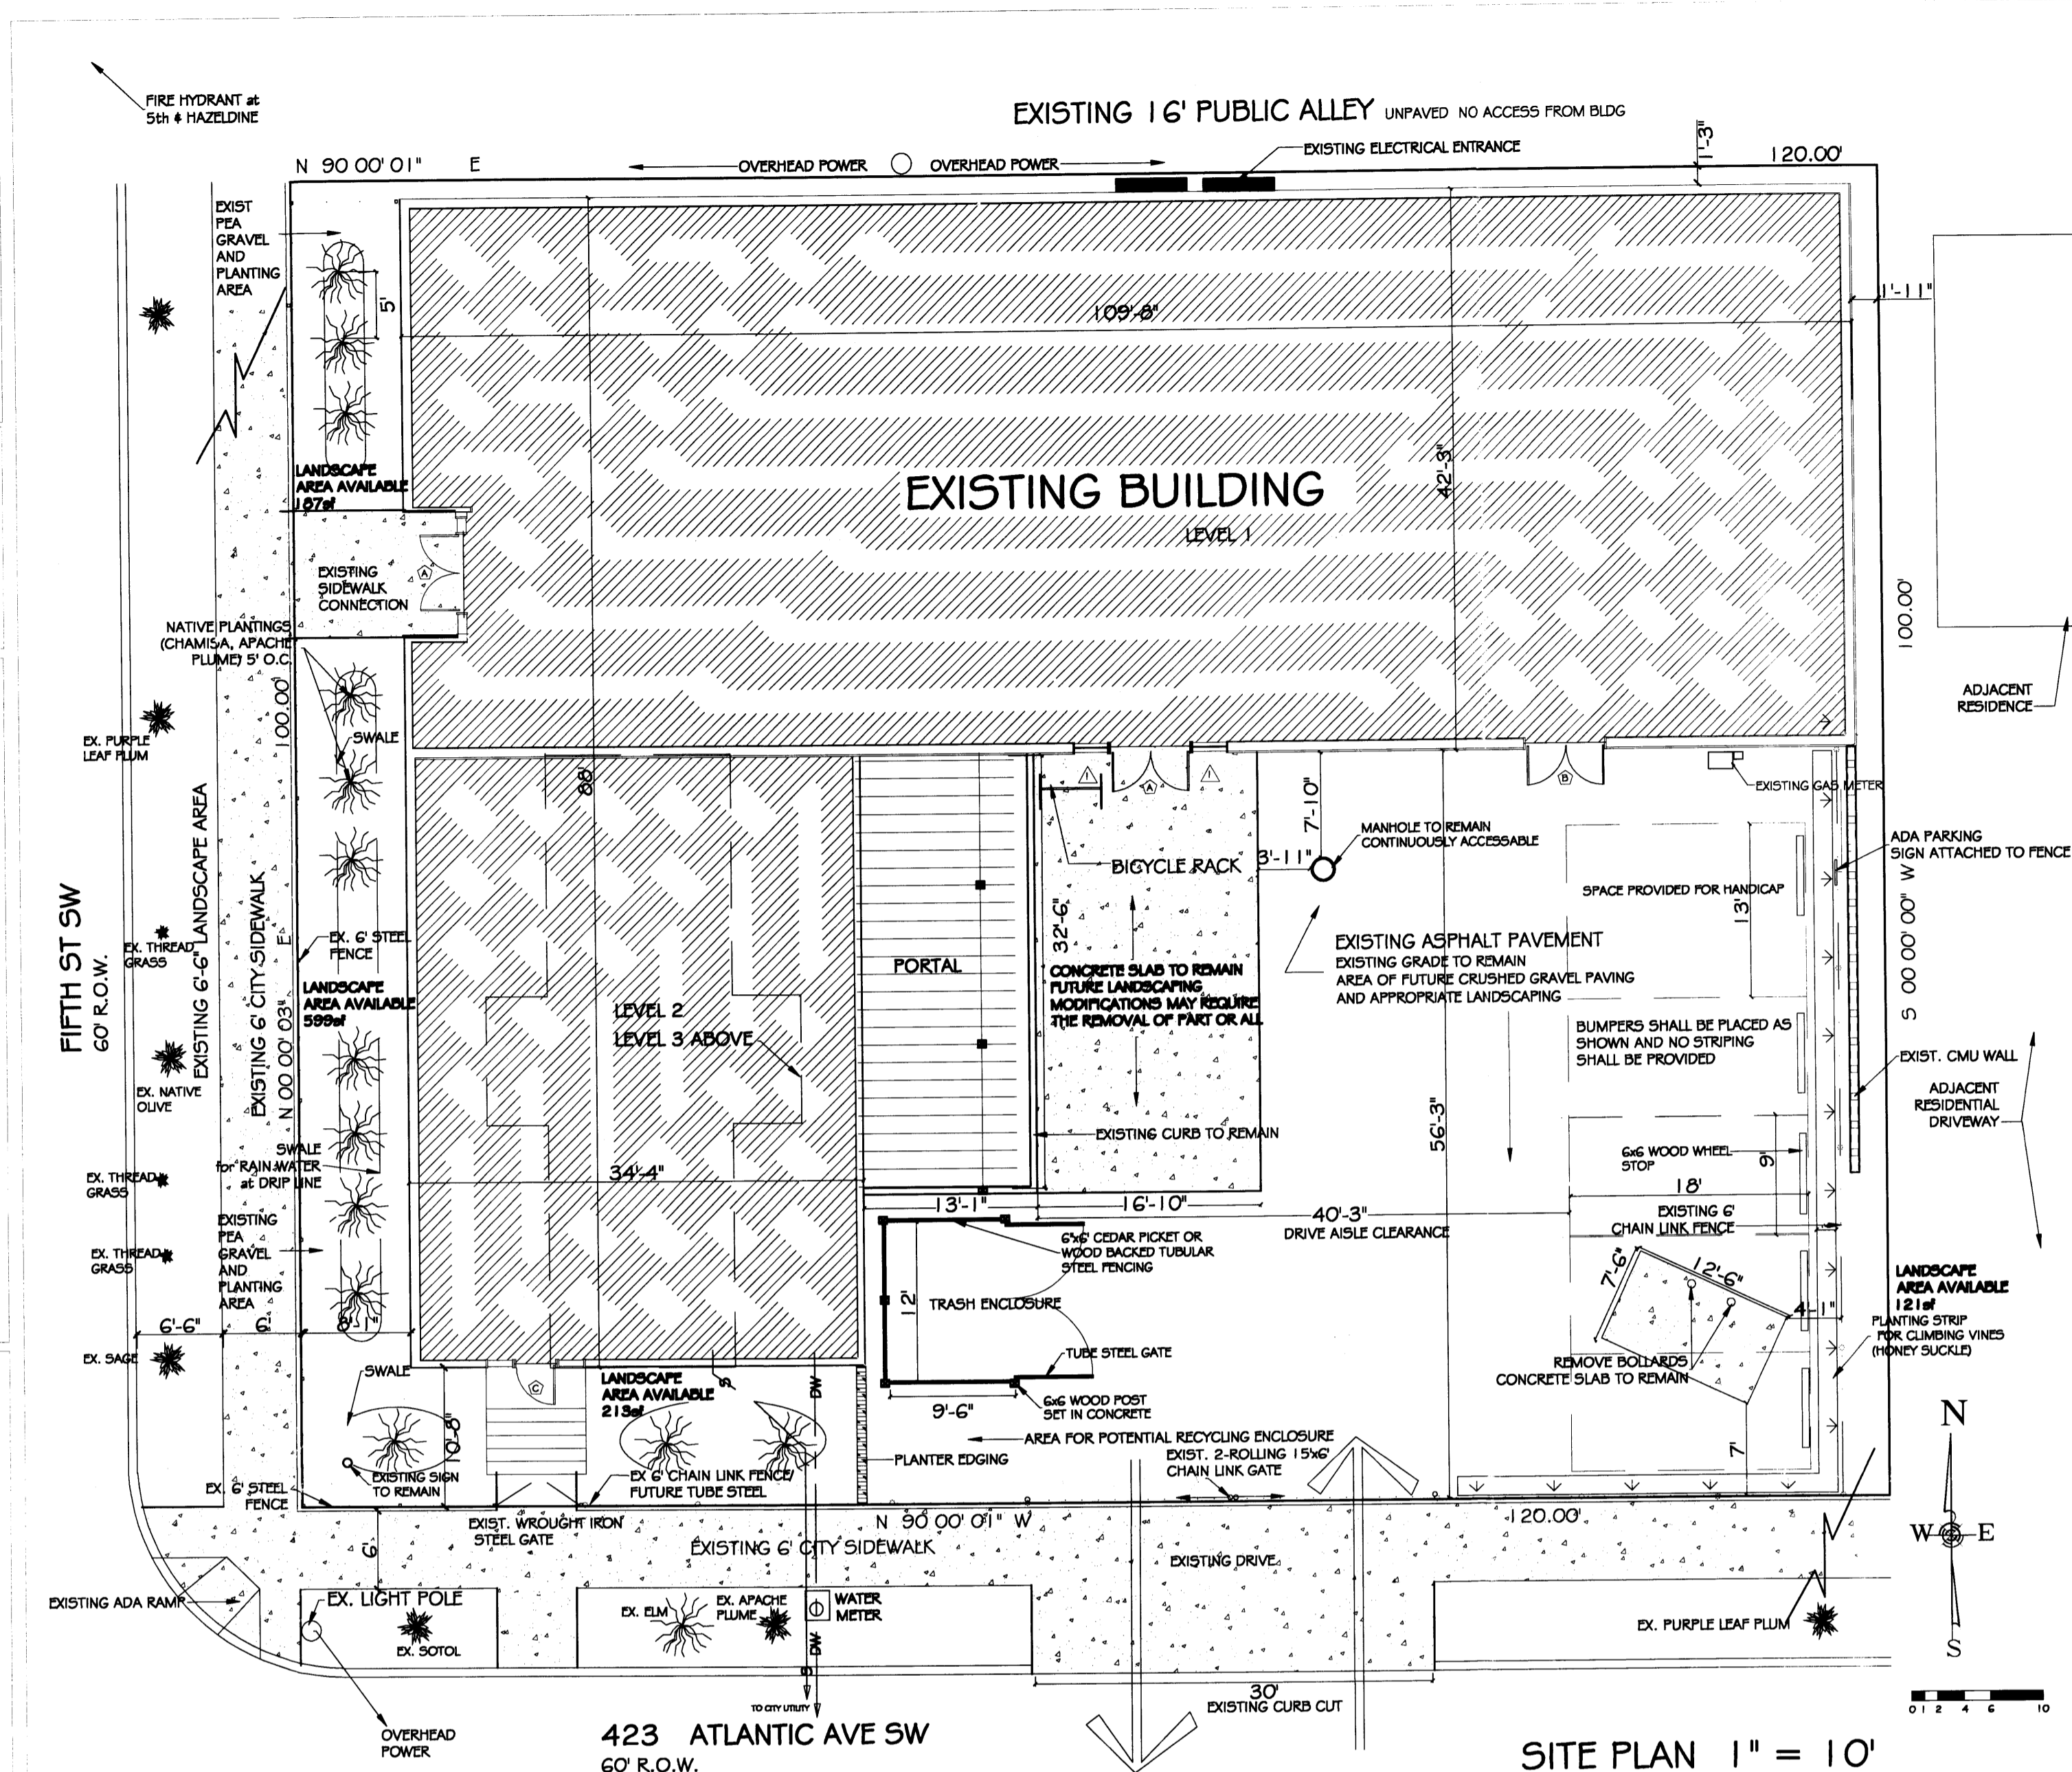 FIRE HYDRANT at
5th & HAZELDINE
EXISTING 16' PUBLIC ALLEY UNPAVED NO ACCESS FROM BLDG
N 90 00' 01" E
OVERHEAD POWER
OVERHEAD POWER
EXISTING ELECTRICAL ENTRANCE
1'-3"
120.00'
EXIST
PEA
GRAVEL
AND
PLANTING
AREA
5'
109'-8"
1'-11"
42'-3"
EXISTING BUILDING
LEVEL 1
LANDSCAPE
AREA AVAILABLE
187sf
EXISTING
SIDEWALK
CONNECTION
A
NATIVE PLANTINGS
(CHAMISA, APACHE
PLUME) 5' O.C.
100.00'
100.00'
ADJACENT
RESIDENCE
EX. PURPLE
LEAF PLUM
SWALE
88'
A
B
1
1
EXISTING GAS METER
7'-10"
MANHOLE TO REMAIN
CONTINUOUSLY ACCESSABLE
ADA PARKING
SIGN ATTACHED TO FENCE
BICYCLE RACK
3'-11"
SPACE PROVIDED FOR HANDICAP
13'
FIFTH ST SW
60' R.O.W.
EXISTING 6'-6" LANDSCAPE AREA
EXISTING 6' CITY SIDEWALK
N 00 00' 03" E
S 00 00' 00" W
EX. THREAD
GRASS
EX. 6' STEEL
FENCE
PORTAL
32'-6"
EXISTING ASPHALT PAVEMENT
EXISTING GRADE TO REMAIN
AREA OF FUTURE CRUSHED GRAVEL PAVING
AND APPROPRIATE LANDSCAPING
CONCRETE SLAB TO REMAIN
FUTURE LANDSCAPING
MODIFICATIONS MAY REQUIRE
THE REMOVAL OF PART OR ALL
LANDSCAPE
AREA AVAILABLE
599sf
LEVEL 2
LEVEL 3 ABOVE
BUMPERS SHALL BE PLACED AS
SHOWN AND NO STRIPING
SHALL BE PROVIDED
EXIST. CMU WALL
EX. NATIVE
OLIVE
ADJACENT
RESIDENTIAL
DRIVEWAY
56'-3"
EXISTING CURB TO REMAIN
SWALE
for RAIN WATER
at DRIP LINE
6x6 WOOD WHEEL
STOP
9'
EX. THREAD
GRASS
34'-4"
18'
13'-1"
16'-10"
40'-3"
DRIVE AISLE CLEARANCE
EXISTING 6'
CHAIN LINK FENCE
EXISTING
PEA
GRAVEL
AND
PLANTING
AREA
EX. THREAD
GRASS
6'x6' CEDAR PICKET OR
WOOD BACKED TUBULAR
STEEL FENCING
7'-6"
12'-6"
LANDSCAPE
AREA AVAILABLE
121sf
12'
TRASH ENCLOSURE
4'-1"
PLANTING STRIP
FOR CLIMBING VINES
(HONEY SUCKLE)
6'-6"
6'
8'-1"
EX. SAGE
SWALE
C
LANDSCAPE
AREA AVAILABLE
213sf
S
DW
TUBE STEEL GATE
REMOVE BOLLARDS
CONCRETE SLAB TO REMAIN
9'-6"
6x6 WOOD POST
SET IN CONCRETE
10'-8"
7'
AREA FOR POTENTIAL RECYCLING ENCLOSURE
PLANTER EDGING
EXIST. 2-ROLLING 15'x6'
CHAIN LINK GATE
EXISTING SIGN
TO REMAIN
EX. 6' STEEL
FENCE
EX 6' CHAIN LINK FENCE/
FUTURE TUBE STEEL
N
W E
S
EXIST. WROUGHT IRON
STEEL GATE
N 90 00' 01" W
120.00'
6'
EXISTING 6' CITY SIDEWALK
EXISTING DRIVE
EXISTING ADA RAMP
EX. LIGHT POLE
EX. SOTOL
EX. ELM
EX. APACHE
PLUME
WATER
METER
DW
S
EX. PURPLE LEAF PLUM
30'
EXISTING CURB CUT
TO CITY UTILITY
OVERHEAD
POWER
423 ATLANTIC AVE SW
60' R.O.W.
0 1 2 4 6 10
SITE PLAN 1" = 10'